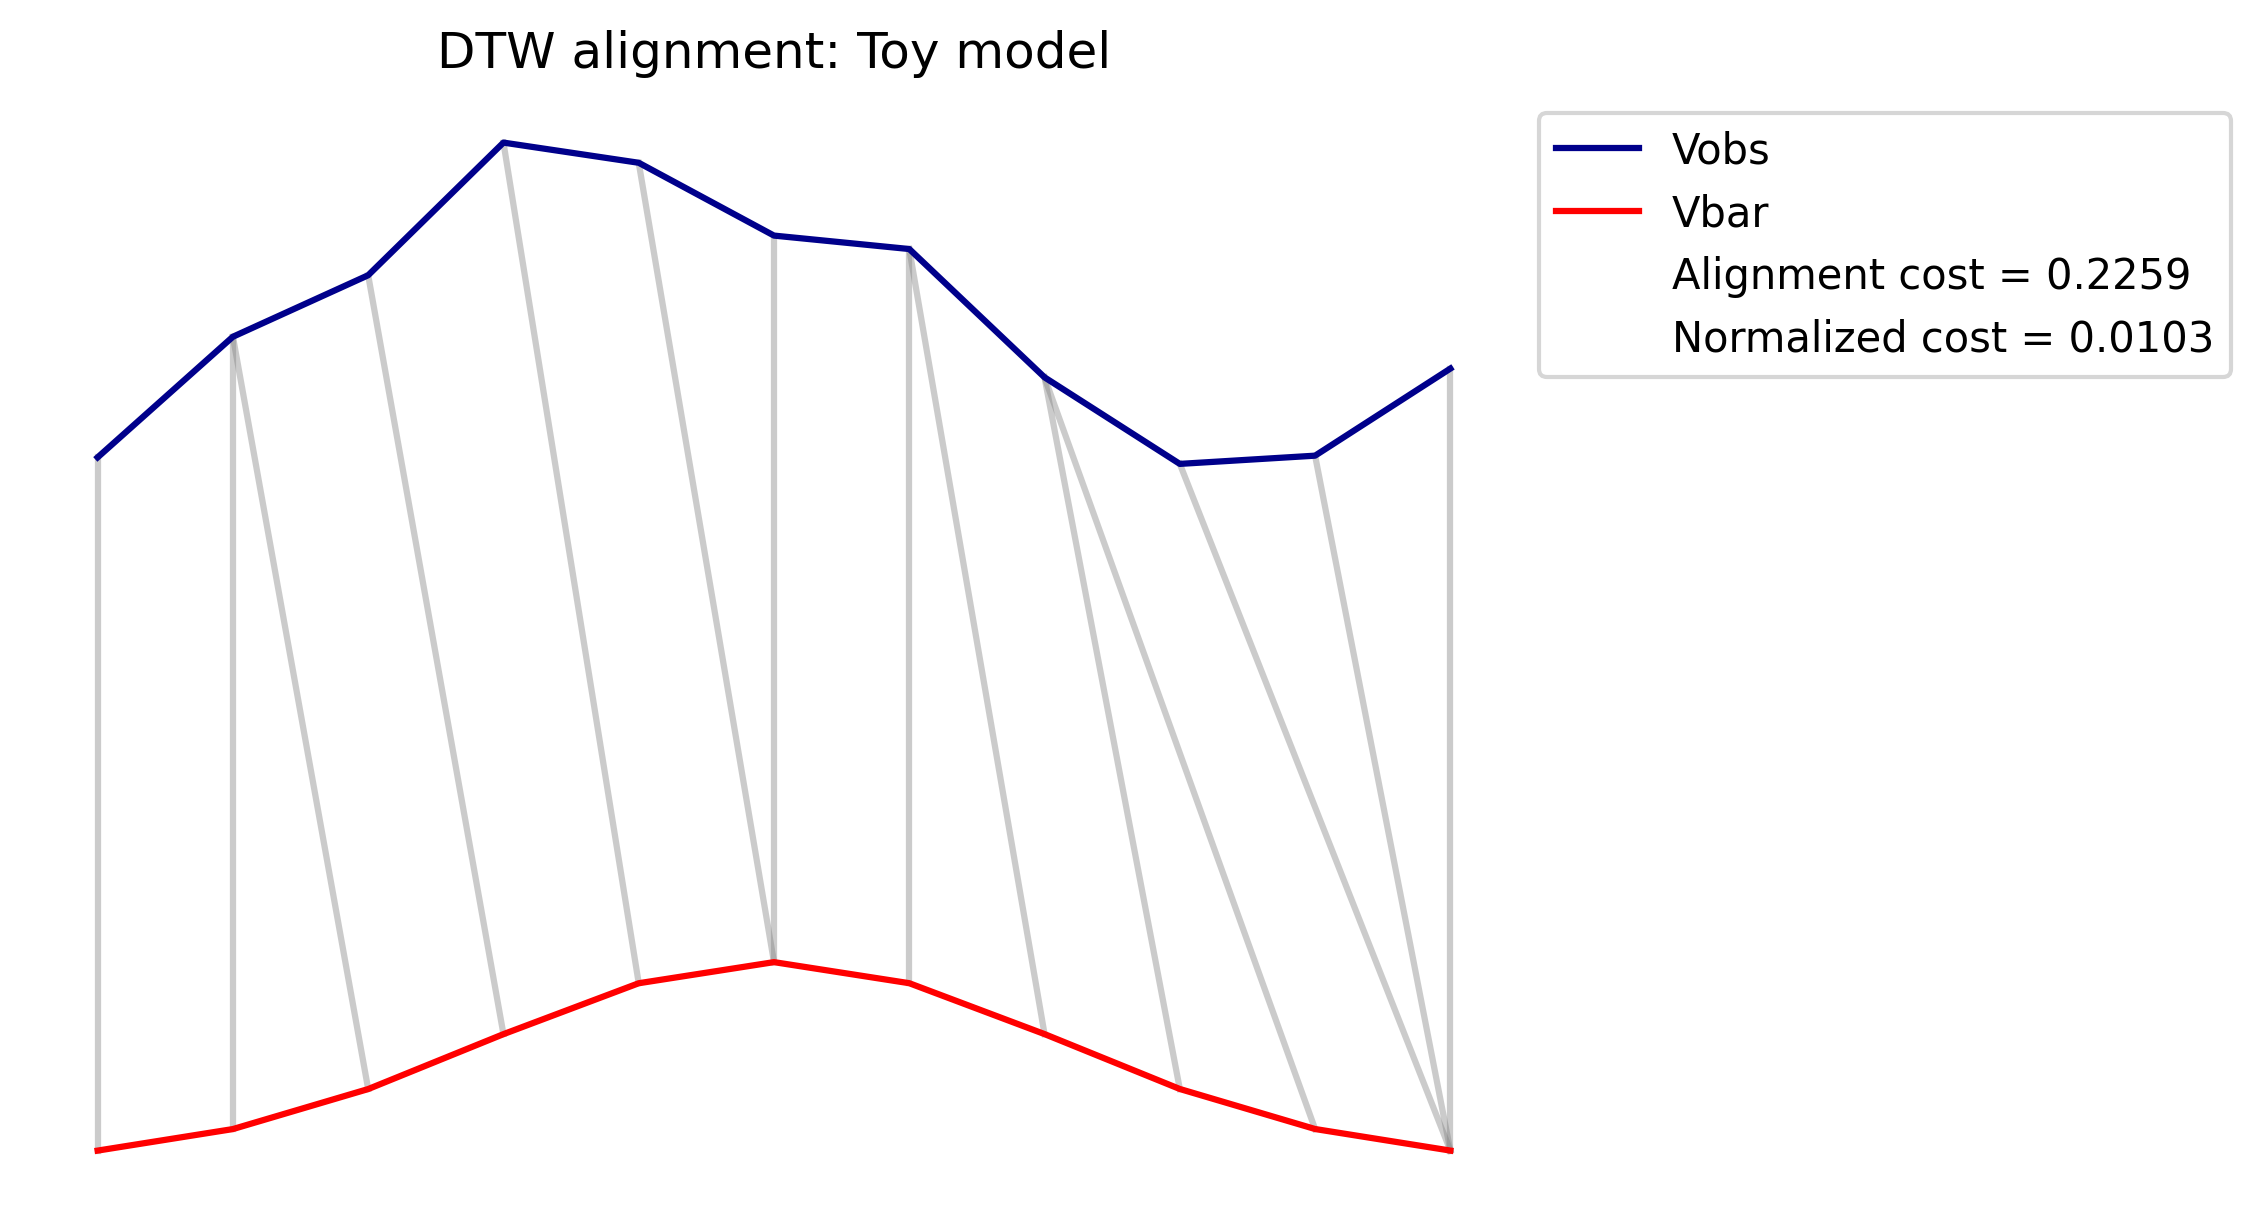 DTW alignment: Toy model
Vobs
Vbar
Alignment cost = 0.2259
Normalized cost = 0.0103